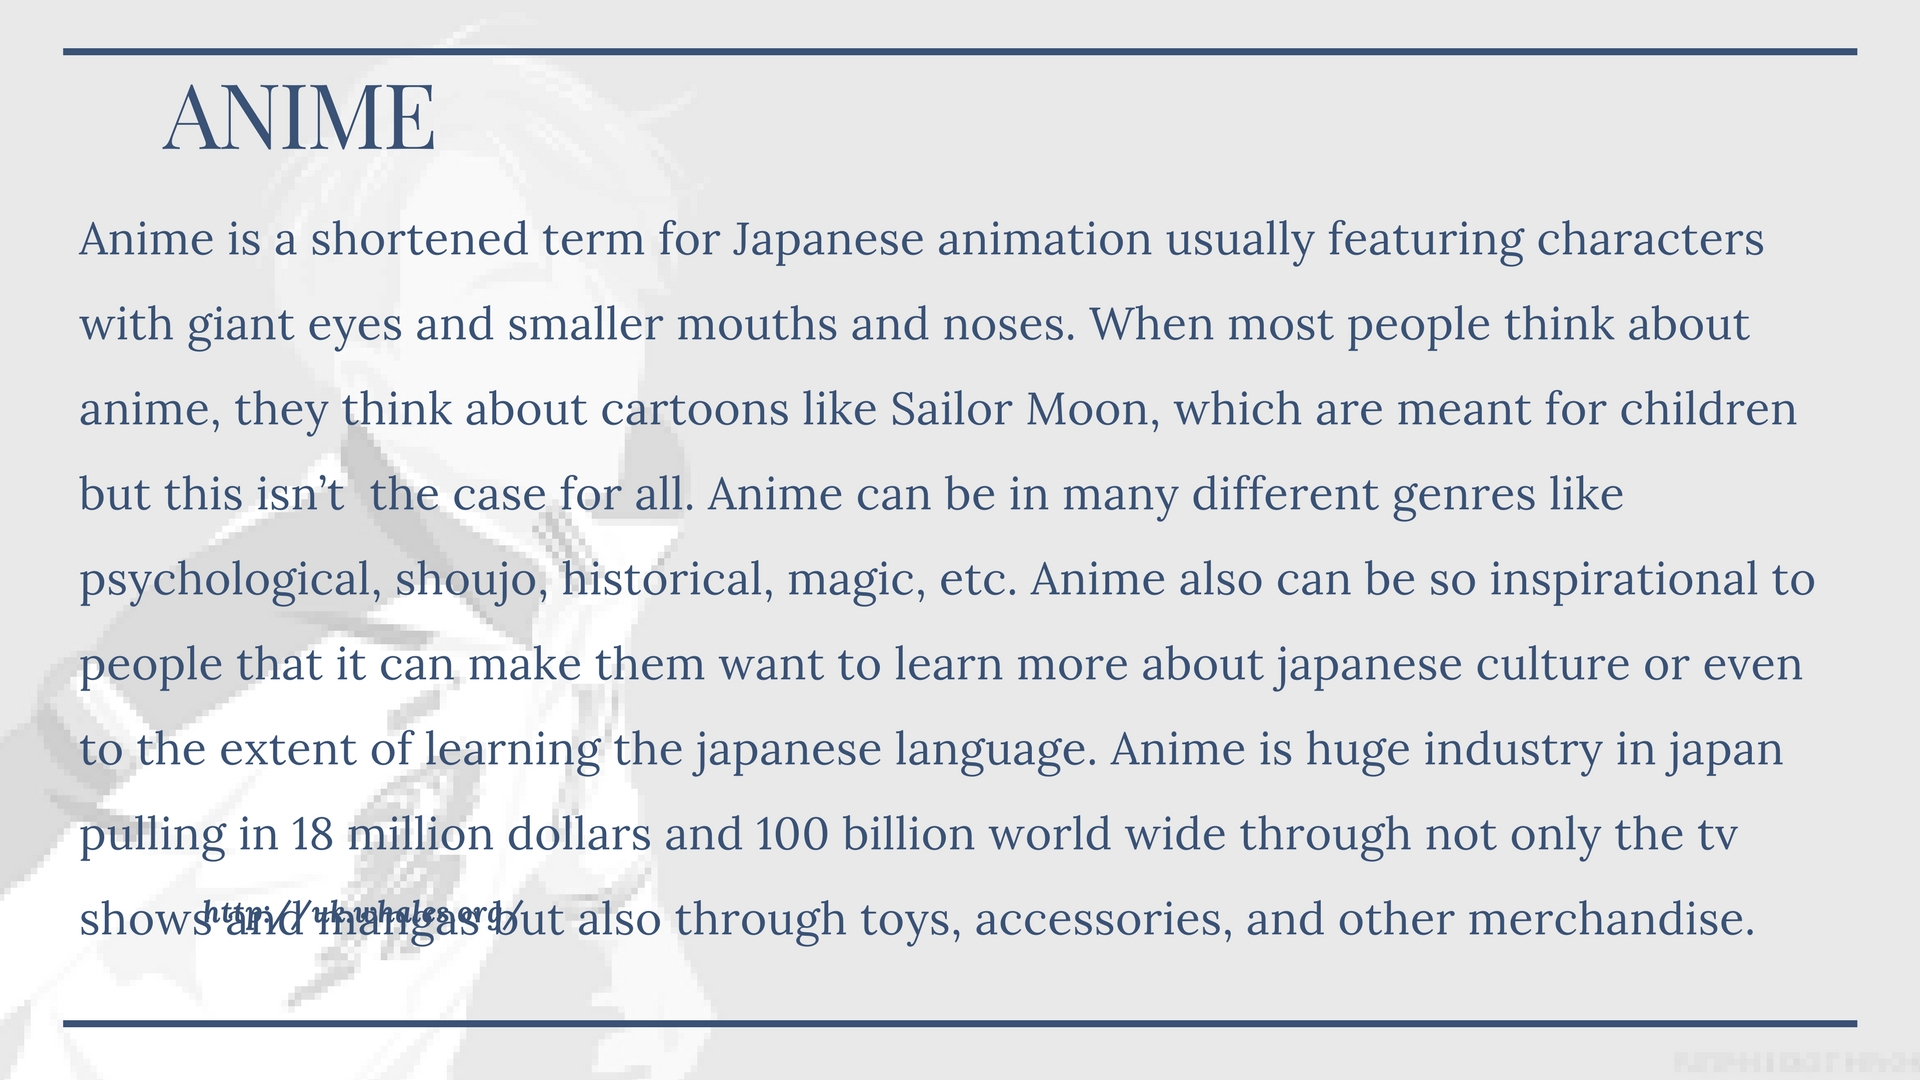 ANIME
Anime is a shortened term for Japanese animation usually featuring characters
with giant eyes and smaller mouths and noses. When most people think about
anime, they think about cartoons like Sailor Moon, which are meant for children
but this isn’t  the case for all. Anime can be in many different genres like
psychological, shoujo, historical, magic, etc. Anime also can be so inspirational to
people that it can make them want to learn more about japanese culture or even
to the extent of learning the japanese language. Anime is huge industry in japan
pulling in 18 million dollars and 100 billion world wide through not only the tv
shows and mangas but also through toys, accessories, and other merchandise.
http://uk.whales.org/